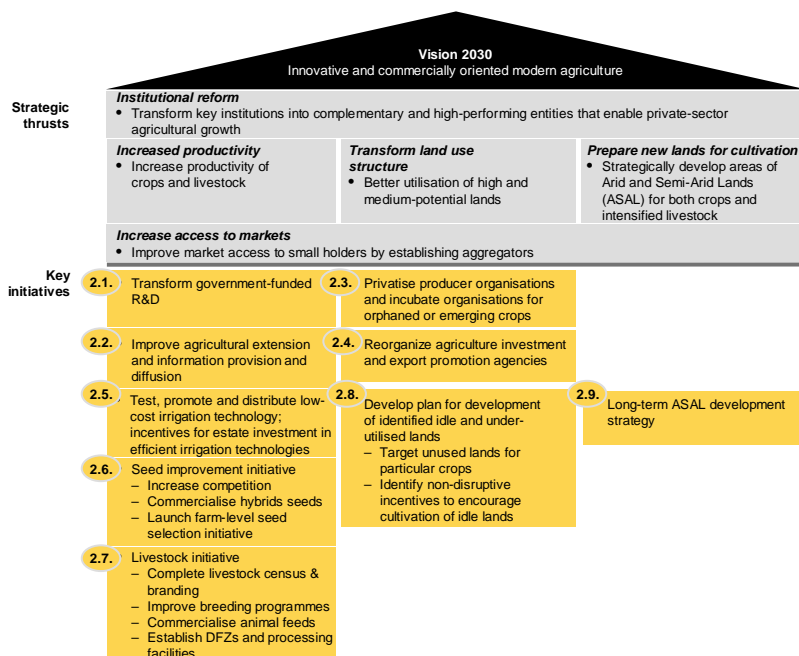 Vision 2030
Innovative and commercially oriented modern agriculture
Strategic
thrusts
Institutional reform
• Transform key institutions into complementary and high-performing entities that enable private-sector
agricultural growth
Increased productivity
• Increase productivity of
crops and livestock
Transform land use
structure
• Better utilisation of high and
medium-potential lands
Prepare new lands for cultivation
• Strategically develop areas of
Arid and Semi-Arid Lands
(ASAL) for both crops and
intensified livestock
Increase access to markets
• Improve market access to small holders by establishing aggregators
Key
initiatives
2.1. Transform government-funded
R&D
2.3. Privatise producer organisations
and incubate organisations for
orphaned or emerging crops
2.2. Improve agricultural extension
and information provision and
diffusion
2.4. Reorganize agriculture investment
and export promotion agencies
2.5. Test, promote and distribute low-
cost irrigation technology;
incentives for estate investment in
efficient irrigation technologies
2.8. Develop plan for development
of identified idle and under-
utilised lands
– Target unused lands for
particular crops
– Identify non-disruptive
incentives to encourage
cultivation of idle lands
2.9. Long-term ASAL development
strategy
2.6. Seed improvement initiative
– Increase competition
– Commercialise hybrids seeds
– Launch farm-level seed
selection initiative
2.7. Livestock initiative
– Complete livestock census &
branding
– Improve breeding programmes
– Commercialise animal feeds
– Establish DFZs and processing
facilities